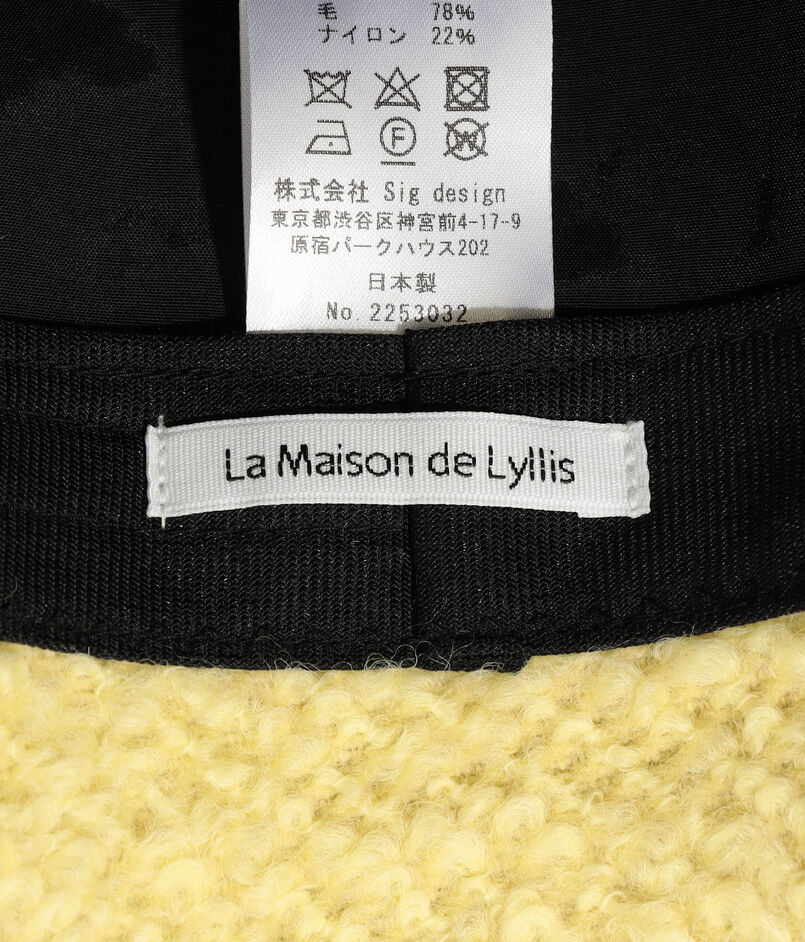 毛 78%
ナイロン 22%
F
W
株式会社 Sig design
東京都渋谷区神宮前4-17-9
原宿パークハウス202
日本製
No. 2253032
La Maison de Lyllis